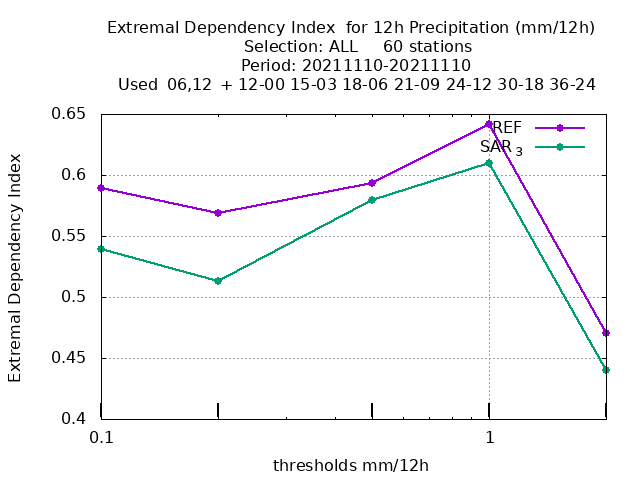 Extremal Dependency Index  for 12h Precipitation (mm/12h)
Selection: ALL     60 stations
Period: 20211110-20211110
Used  06,12  + 12-00 15-03 18-06 21-09 24-12 30-18 36-24
0.65
0.6
0.55
0.5
0.45
0.4
0.1
1
Extremal Dependency Index
thresholds mm/12h
REF
SAR3